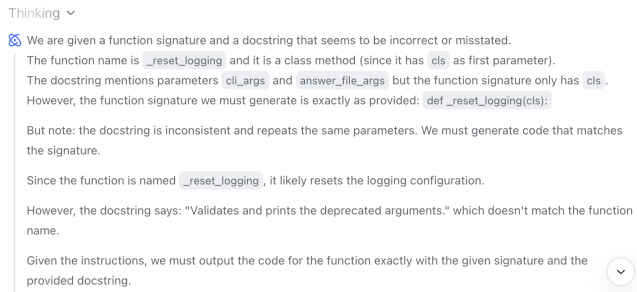 Thinking
We are given a function signature and a docstring that seems to be incorrect or misstated.
The function name is _reset_logging and it is a class method (since it has cls as first parameter).
The docstring mentions parameters cli_args and answer_file_args but the function signature only has cls .
However, the function signature we must generate is exactly as provided: def _reset_logging(cls):
But note: the docstring is inconsistent and repeats the same parameters. We must generate code that matches
the signature.
Since the function is named _reset_logging , it likely resets the logging configuration.
However, the docstring says: "Validates and prints the deprecated arguments." which doesn't match the function
name.
Given the instructions, we must output the code for the function exactly with the given signature and the
provided docstring.